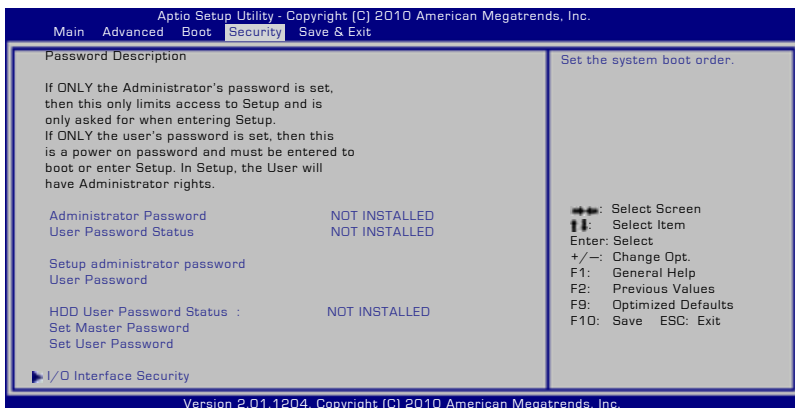 Aptio Setup Utility - Copyright (C) 2010 American Megatrends, Inc.
Main Advanced Boot Security Save & Exit
Password Description
If ONLY the Administrator's password is set,
then this only limits access to Setup and is
only asked for when entering Setup.
If ONLY the user's password is set, then this
is a power on password and must be entered to
boot or enter Setup. In Setup, the User will
have Administrator rights.
Administrator Password NOT INSTALLED
User Password Status NOT INSTALLED
Setup administrator password
User Password
HDD User Password Status : NOT INSTALLED
Set Master Password
Set User Password
I/O Interface Security
Set the system boot order.
: Select Screen
: Select Item
Enter: Select
+/—: Change Opt.
F1: General Help
F2: Previous Values
F9: Optimized Defaults
F10: Save ESC: Exit
Version 2.01.1204. Copyright (C) 2010 American Megatrends, Inc.